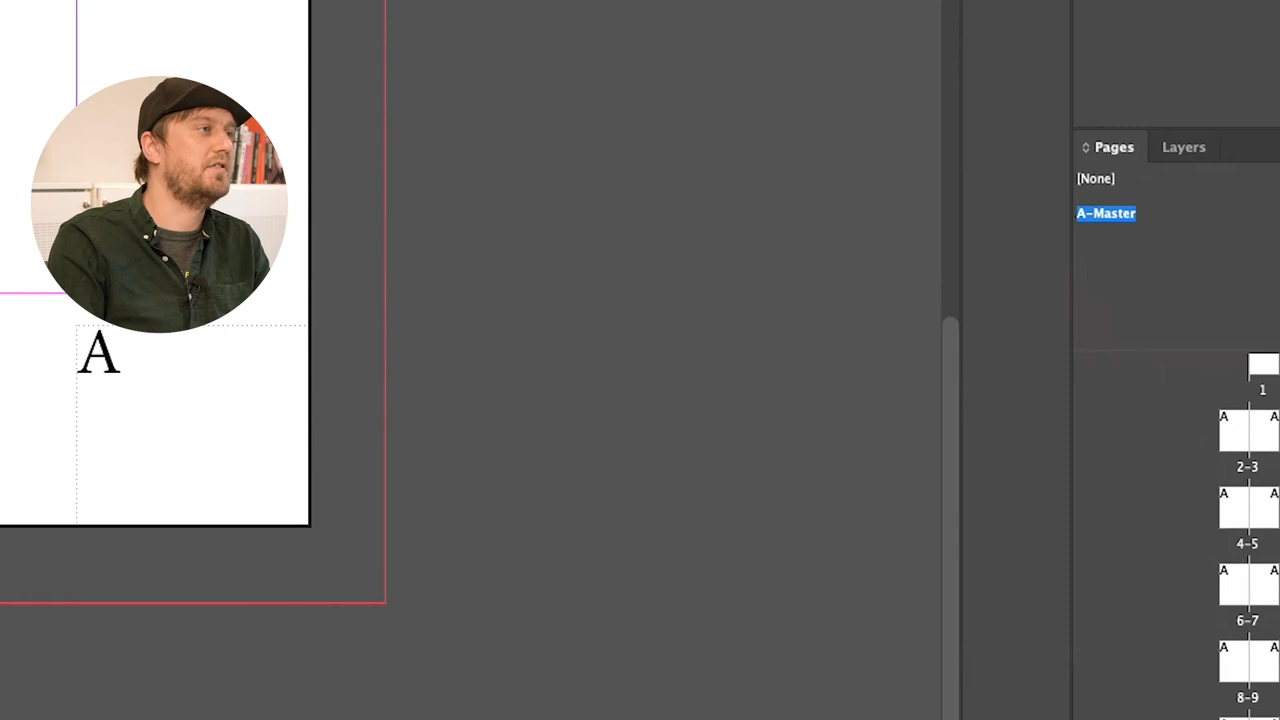 Pages Layers
[None]
A-Master
A
1
A A
2-3
A A
4-5
A A
6-7
A A
8-9